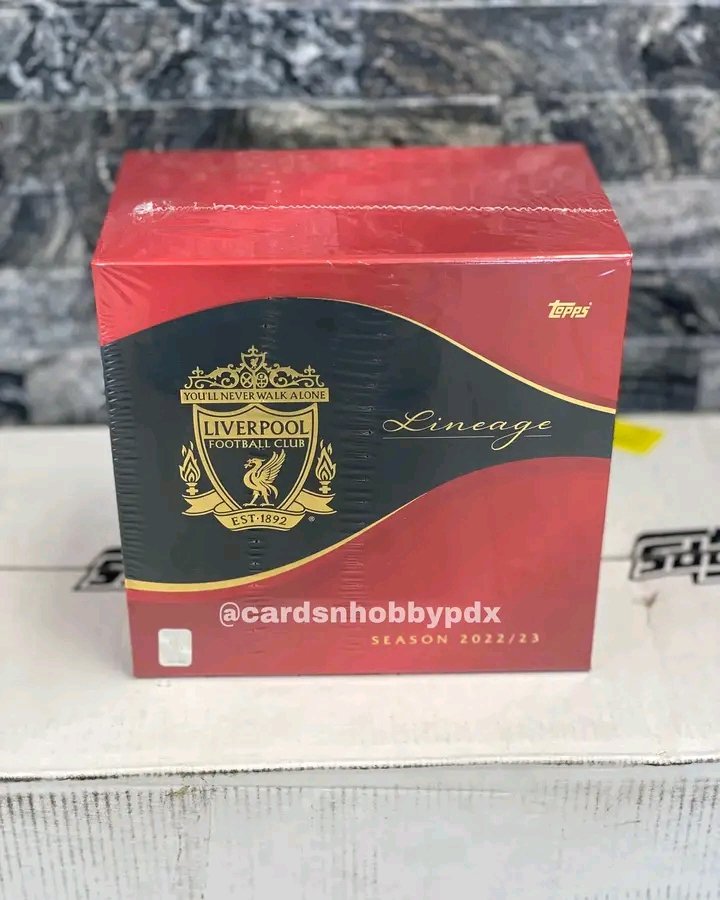 topps
YOU'LL NEVER WALK ALONE
LIVERPOOL
FOOTBALL CLUB
EST·1892
®
Lineage
@cardsnhobbypdx
SEASON 2022/23